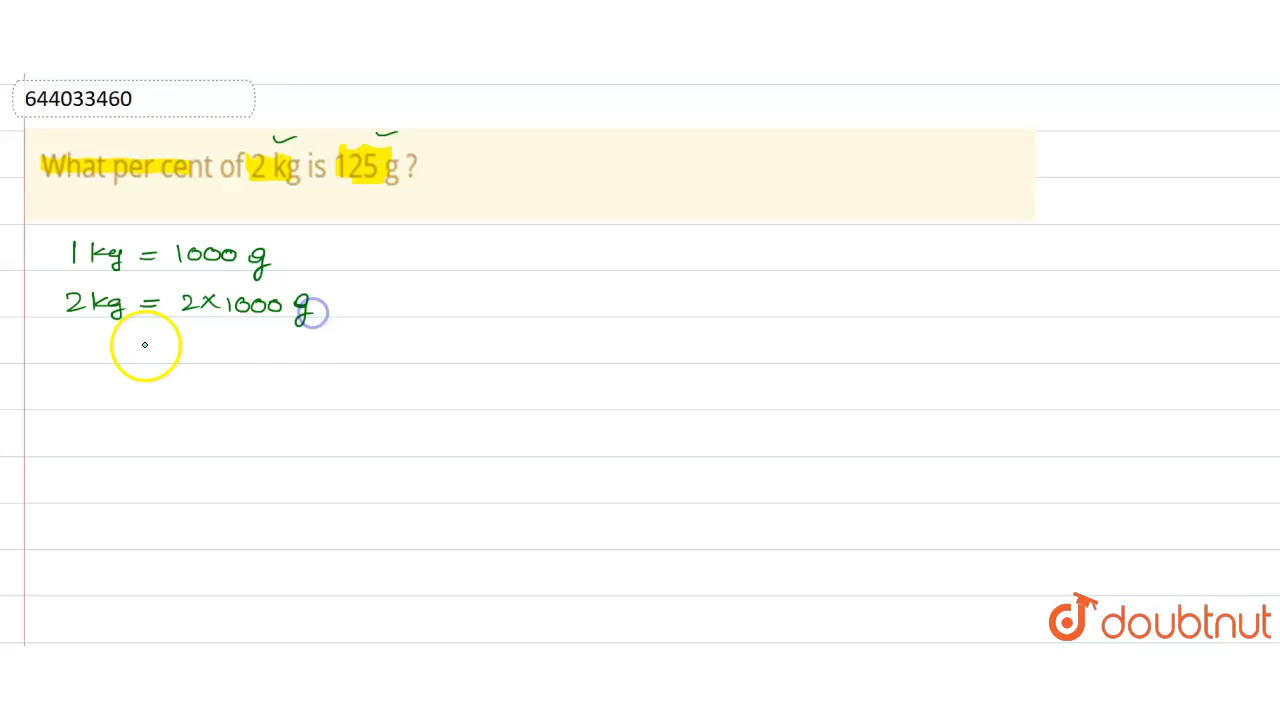 644033460
What per cent of 2 kg is 125 g ?
1 kg = 1000 g
2 kg = 2 × 1000 g
doubtnut